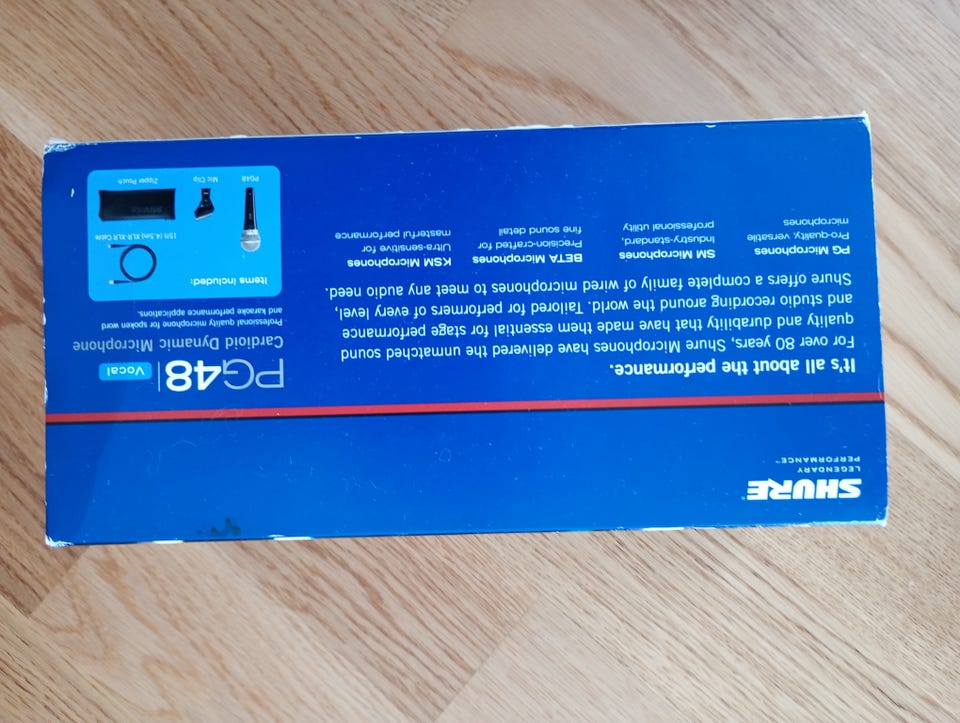 SHURE™
LEGENDARY
PERFORMANCE™
It's all about the performance.
For over 80 years, Shure Microphones have delivered the unmatched sound
quality and durability that have made them essential for stage performance
and studio recording around the world. Tailored for performers of every level,
Shure offers a complete family of wired microphones to meet any audio need.
PG Microphones
Pro-quality versatile
microphones
SM Microphones
Industry-standard,
professional utility
BETA Microphones
Precision-crafted for
fine sound detail
KSM Microphones
Ultra-sensitive for
masterful performance
PG48 Vocal
Cardioid Dynamic Microphone
Professional quality microphone for spoken word
and karaoke performance applications.
Items included:
15ft (4.5m) XLR-XLR Cable
PG48
Mic Clip
Zipper Pouch
SHURE